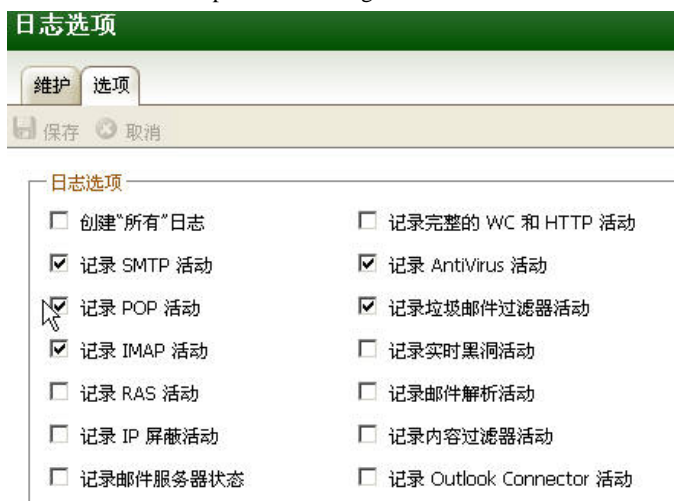 日志选项
维护 选项
保存 取消
日志选项
创建"所有"日志 记录完整的 WC 和 HTTP 活动
记录 SMTP 活动 记录 AntiVirus 活动
记录 POP 活动 记录垃圾邮件过滤器活动
记录 IMAP 活动 记录实时黑洞活动
记录 RAS 活动 记录邮件解析活动
记录 IP 屏蔽活动 记录内容过滤器活动
记录邮件服务器状态 记录 Outlook Connector 活动